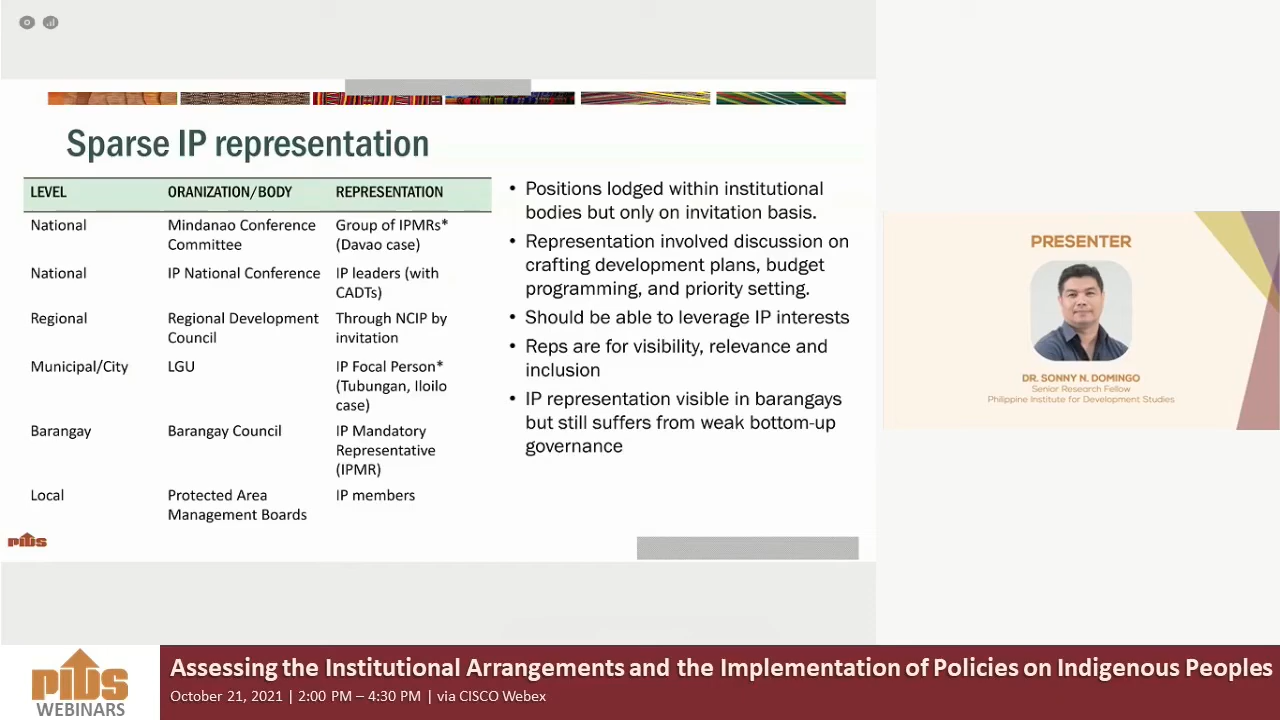 Sparse IP representation
LEVEL ORANIZATION/BODY REPRESENTATION
National Mindanao Conference Group of IPMRs*
Committee (Davao case)
National IP National Conference IP leaders (with
CADTs)
Regional Regional Development Through NCIP by
Council invitation
Municipal/City LGU IP Focal Person*
(Tubungan, Iloilo
case)
Barangay Barangay Council IP Mandatory
Representative
(IPMR)
Local Protected Area IP members
Management Boards
• Positions lodged within institutional
bodies but only on invitation basis.
• Representation involved discussion on
crafting development plans, budget
programming, and priority setting.
• Should be able to leverage IP interests
• Reps are for visibility, relevance and
inclusion
• IP representation visible in barangays
but still suffers from weak bottom-up
governance
pids
PRESENTER
DR. SONNY N. DOMINGO
Senior Research Fellow
Philippine Institute for Development Studies
pids
WEBINARS
Assessing the Institutional Arrangements and the Implementation of Policies on Indigenous Peoples
October 21, 2021 | 2:00 PM – 4:30 PM | via CISCO Webex